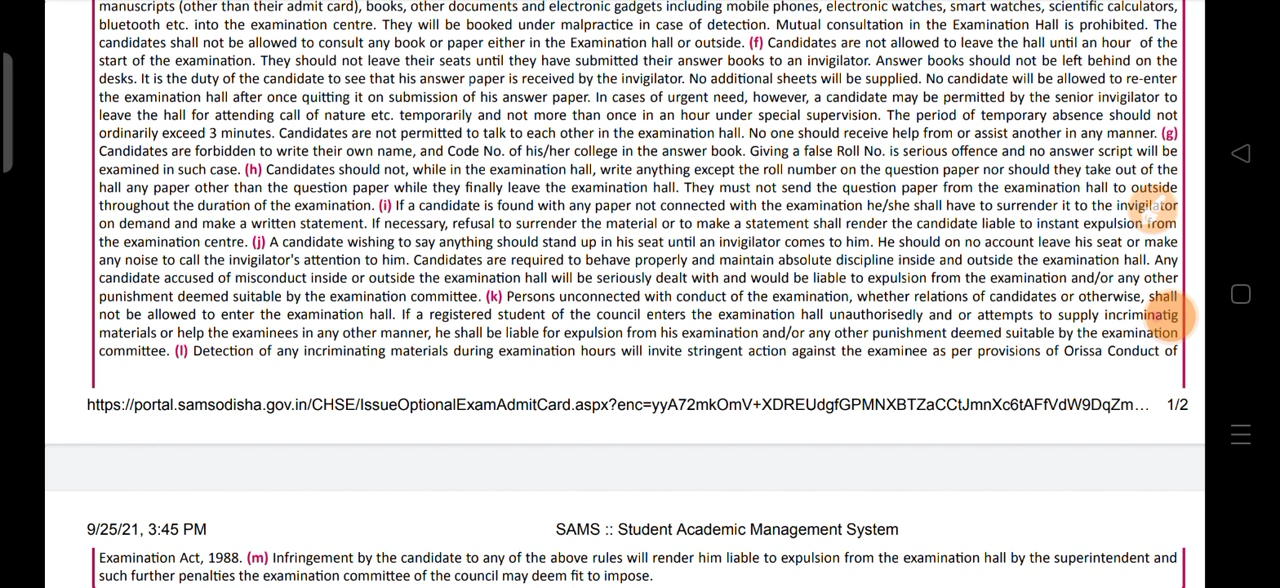 manuscripts (other than their admit card), books, other documents and electronic gadgets including mobile phones, electronic watches, smart watches, scientific calculators,
bluetooth etc. into the examination centre. They will be booked under malpractice in case of detection. Mutual consultation in the Examination Hall is prohibited. The
candidates shall not be allowed to consult any book or paper either in the Examination hall or outside. (f) Candidates are not allowed to leave the hall until an hour of the
start of the examination. They should not leave their seats until they have submitted their answer books to an invigilator. Answer books should not be left behind on the
desks. It is the duty of the candidate to see that his answer paper is received by the invigilator. No additional sheets will be supplied. No candidate will be allowed to re-enter
the examination hall after once quitting it on submission of his answer paper. In cases of urgent need, however, a candidate may be permitted by the senior invigilator to
leave the hall for attending call of nature etc. temporarily and not more than once in an hour under special supervision. The period of temporary absence should not
ordinarily exceed 3 minutes. Candidates are not permitted to talk to each other in the examination hall. No one should receive help from or assist another in any manner. (g)
Candidates are forbidden to write their own name, and Code No. of his/her college in the answer book. Giving a false Roll No. is serious offence and no answer script will be
examined in such case. (h) Candidates should not, while in the examination hall, write anything except the roll number on the question paper nor should they take out of the
hall any paper other than the question paper while they finally leave the examination hall. They must not send the question paper from the examination hall to outside
throughout the duration of the examination. (i) If a candidate is found with any paper not connected with the examination he/she shall have to surrender it to the invigilator
on demand and make a written statement. If necessary, refusal to surrender the material or to make a statement shall render the candidate liable to instant expulsion from
the examination centre. (j) A candidate wishing to say anything should stand up in his seat until an invigilator comes to him. He should on no account leave his seat or make
any noise to call the invigilator's attention to him. Candidates are required to behave properly and maintain absolute discipline inside and outside the examination hall. Any
candidate accused of misconduct inside or outside the examination hall will be seriously dealt with and would be liable to expulsion from the examination and/or any other
punishment deemed suitable by the examination committee. (k) Persons unconnected with conduct of the examination, whether relations of candidates or otherwise, shall
not be allowed to enter the examination hall. If a registered student of the council enters the examination hall unauthorisedly and or attempts to supply incriminatig
materials or help the examinees in any other manner, he shall be liable for expulsion from his examination and/or any other punishment deemed suitable by the examination
committee. (l) Detection of any incriminating materials during examination hours will invite stringent action against the examinee as per provisions of Orissa Conduct of
https://portal.samsodisha.gov.in/CHSE/IssueOptionalExamAdmitCard.aspx?enc=yyA72mkOmV+XDREUdgfGPMNXBTZaCCtJmnXc6tAFfVdW9DqZm... 1/2
9/25/21, 3:45 PM SAMS :: Student Academic Management System
Examination Act, 1988. (m) Infringement by the candidate to any of the above rules will render him liable to expulsion from the examination hall by the superintendent and
such further penalties the examination committee of the council may deem fit to impose.